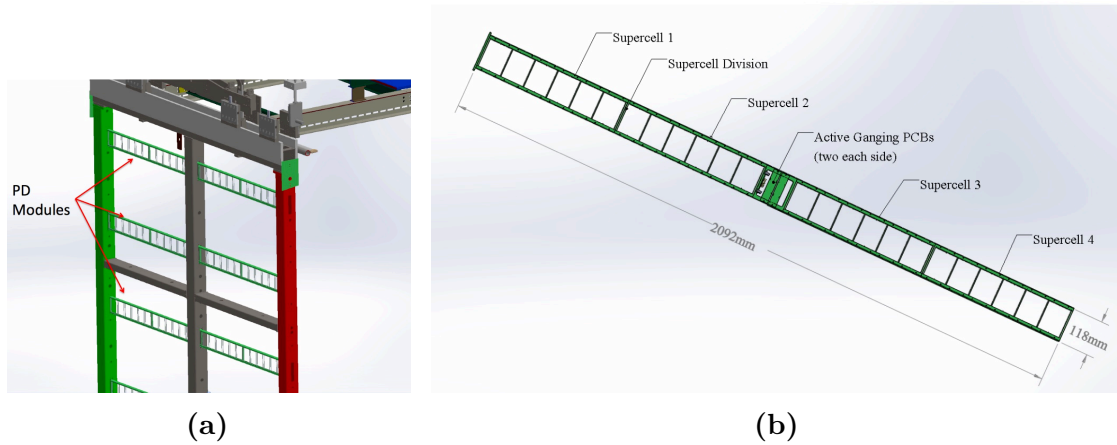 PD
Modules
Supercell 1
Supercell Division
Supercell 2
Active Ganging PCBs
(two each side)
Supercell 3
Supercell 4
2092mm
118mm
(a)
(b)